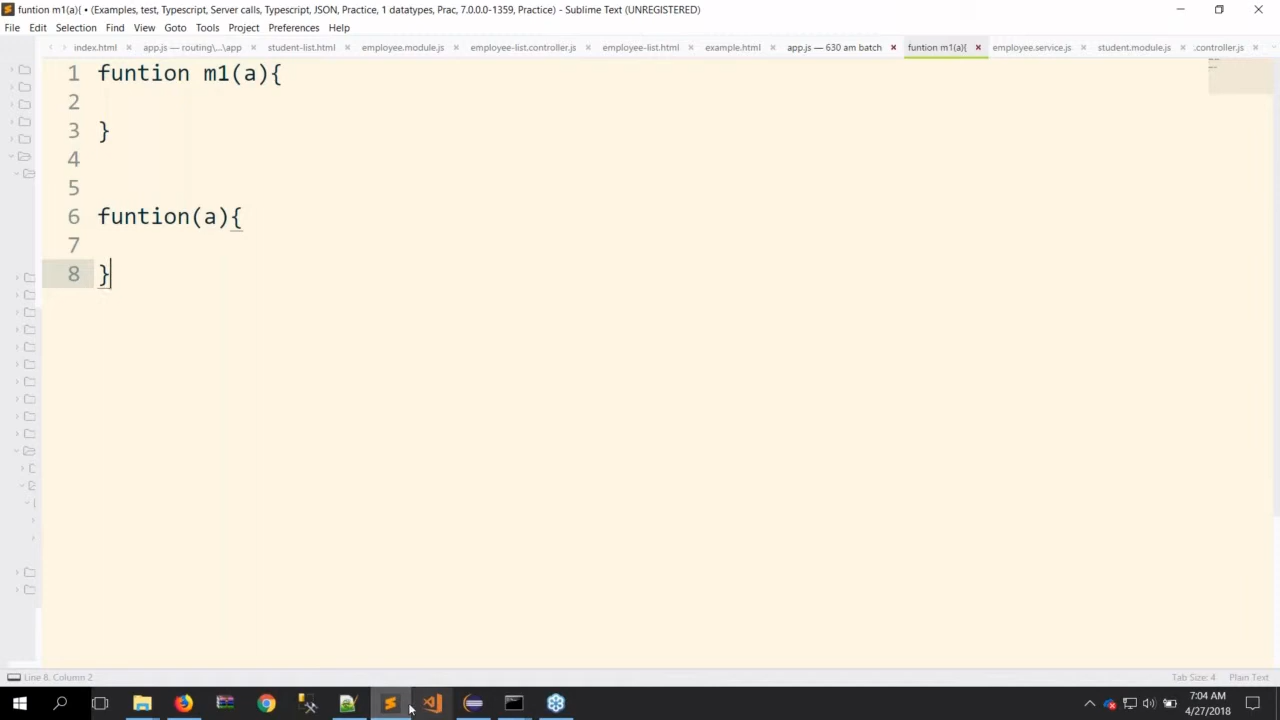 funtion m1(a){ • (Examples, test, Typescript, Server calls, Typescript, JSON, Practice, 1 datatypes, Prac, 7.0.0.0-1359, Practice) - Sublime Text (UNREGISTERED)
File Edit Selection Find View Goto Tools Project Preferences Help
index.html app.js — routing\...\app student-list.html employee.module.js employee-list.controller.js employee-list.html example.html app.js — 630 am batch funtion m1(a){ employee.service.js student.module.js .controller.js
1 funtion m1(a){
2
3 }
4
5
6 funtion(a){
7
8 }
Line 8, Column 2 Tab Size: 4 Plain Text
7:04 AM
4/27/2018